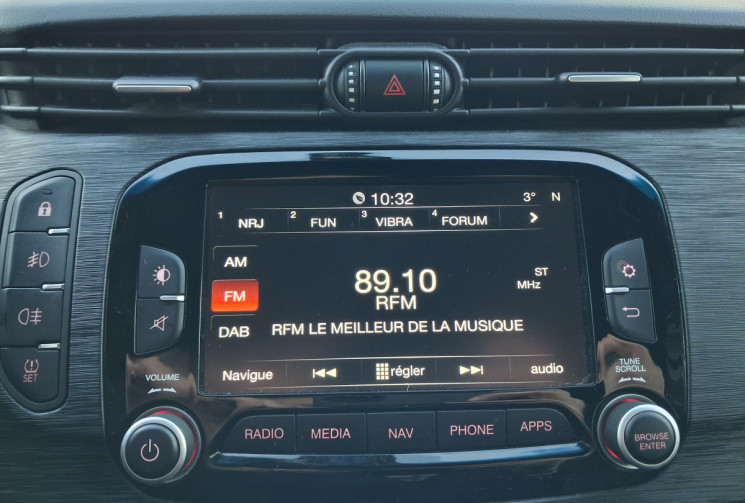 10:32
3° N
1 NRJ 2 FUN 3 VIBRA 4 FORUM >
AM
FM
DAB
89.10
ST
MHz
RFM
RFM LE MEILLEUR DE LA MUSIQUE
Navigue régler audio
SET
VOLUME
TUNE
SCROLL
RADIO MEDIA NAV PHONE APPS
BROWSE
ENTER